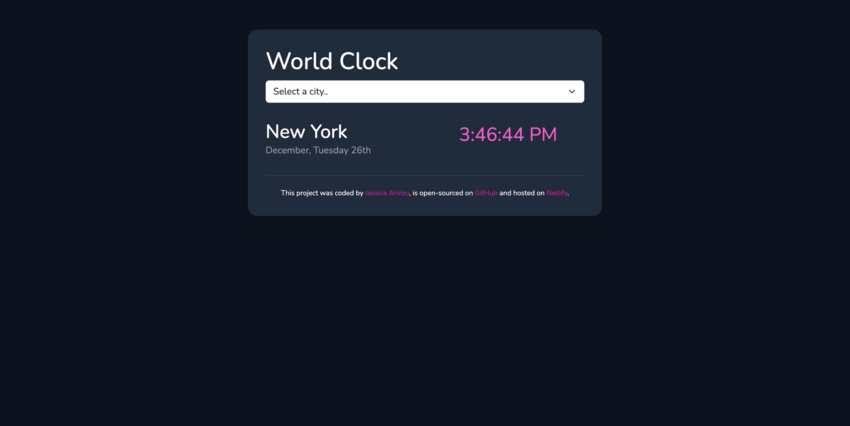 World Clock
Select a city..
New York
3:46:44 PM
December, Tuesday 26th
This project was coded by Jessica Arvizu, is open-sourced on GitHub and hosted on Netlify.